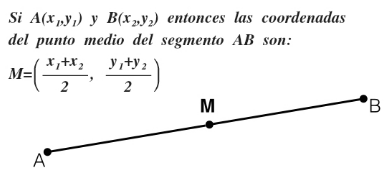 Si A(x₁,y₁) y B(x₂,y₂) entonces las coordenadas
del punto medio del segmento AB son:
M=(x₁+x₂/2, y₁+y₂/2)
M
B
A